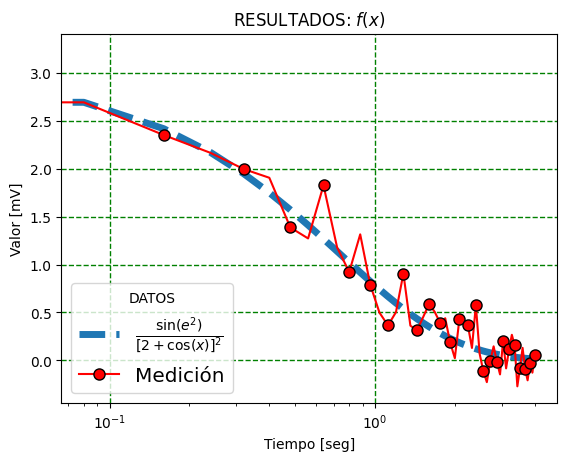 RESULTADOS: f(x)
Valor [mV]
3.0
2.5
2.0
1.5
1.0
0.5
0.0
DATOS
sin(e²)
[2 + cos(x)]²
Medición
10⁻¹
10⁰
Tiempo [seg]